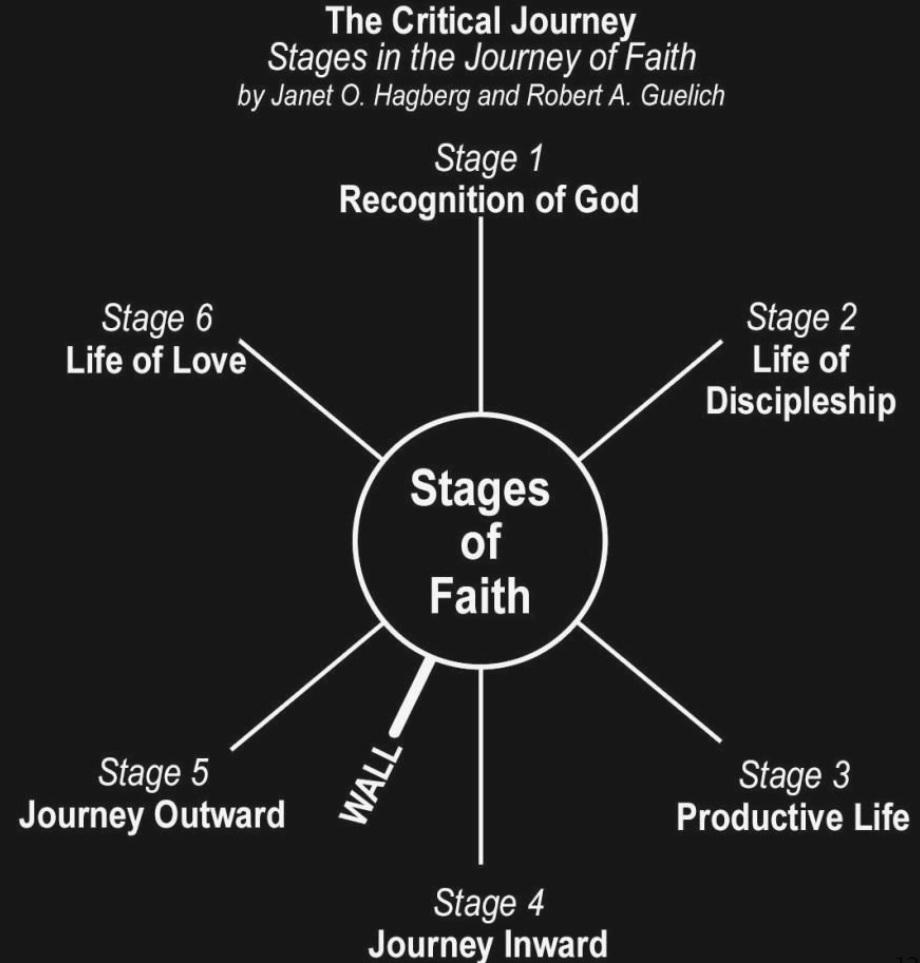 The Critical Journey
Stages in the Journey of Faith
by Janet O. Hagberg and Robert A. Guelich
Stage 1
Recognition of God
Stage 2
Life of
Discipleship
Stage 3
Productive Life
Stage 4
Journey Inward
WALL
Stage 5
Journey Outward
Stage 6
Life of Love
Stages
of
Faith